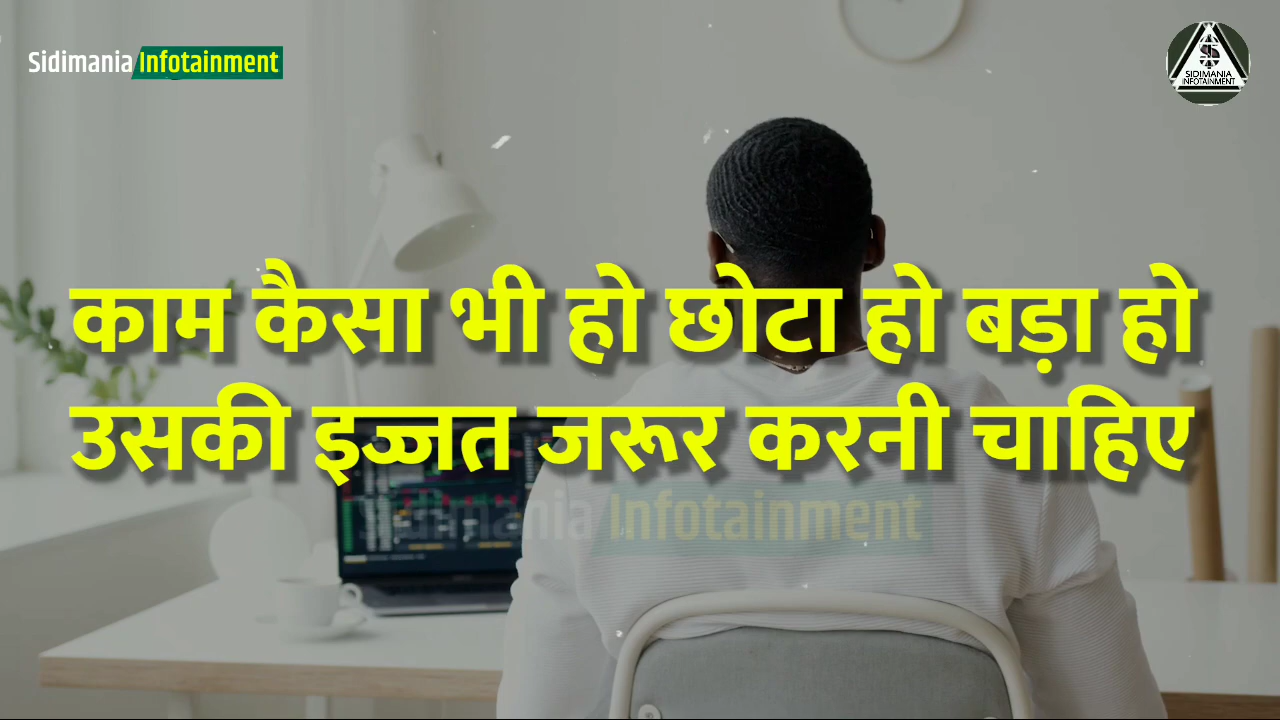 Sidimania Infotainment
$
SIDIMANIA
INFOTAINMENT
काम कैसा भी हो छोटा हो बड़ा हो
उसकी इज्जत जरूर करनी चाहिए
Sidimania Infotainment